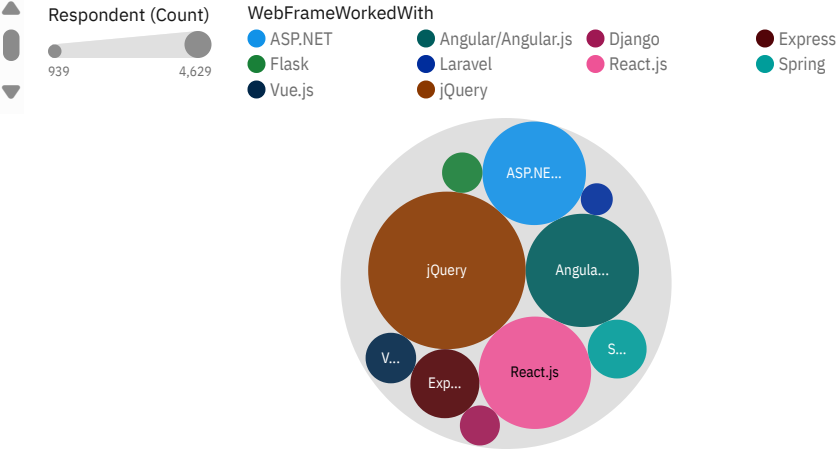 Respondent (Count)
939 4,629
WebFrameWorkedWith
ASP.NET Angular/Angular.js Django Express
Flask Laravel React.js Spring
Vue.js jQuery
ASP.NE...
jQuery Angula...
V... S...
Exp... React.js